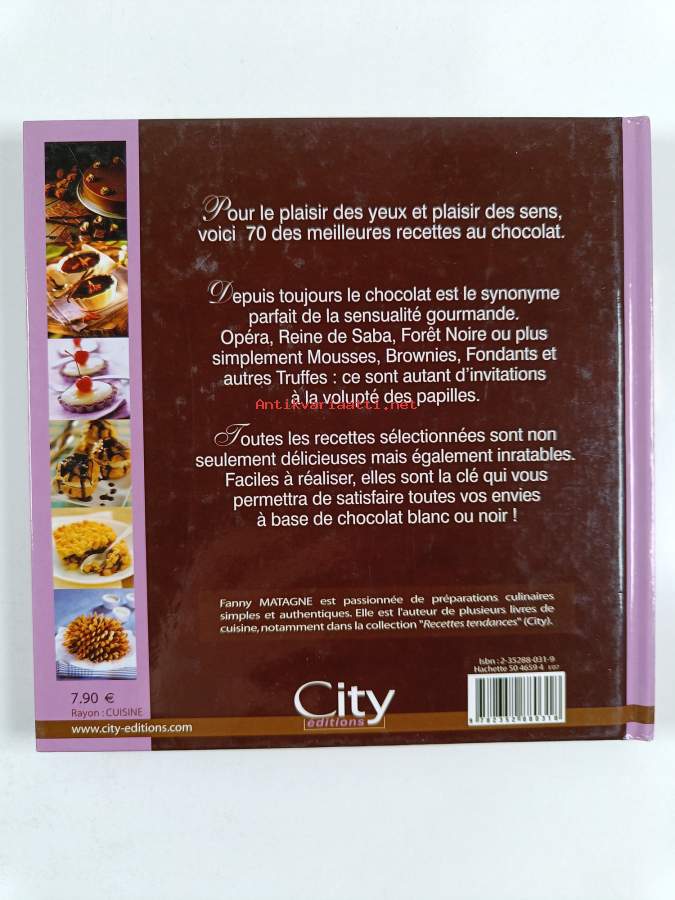 Pour le plaisir des yeux et plaisir des sens,
voici 70 des meilleures recettes au chocolat.
Depuis toujours le chocolat est le synonyme
parfait de la sensualité gourmande.
Opéra, Reine de Saba, Forêt Noire ou plus
simplement Mousses, Brownies, Fondants et
autres Truffes : ce sont autant d'invitations
à la volupté des papilles.
Antikvariaatti.net
Toutes les recettes sélectionnées sont non
seulement délicieuses mais également inratables.
Faciles à réaliser, elles sont la clé qui vous
permettra de satisfaire toutes vos envies
à base de chocolat blanc ou noir !
Fanny MATAGNE est passionnée de préparations culinaires
simples et authentiques. Elle est l'auteur de plusieurs livres de
cuisine, notamment dans la collection "Recettes tendances" (City).
Isbn : 2-35288-031-9
Hachette 50 4659 4 E07
9 782352 880318
City
éditions
7.90 €
Rayon : CUISINE
www.city-editions.com